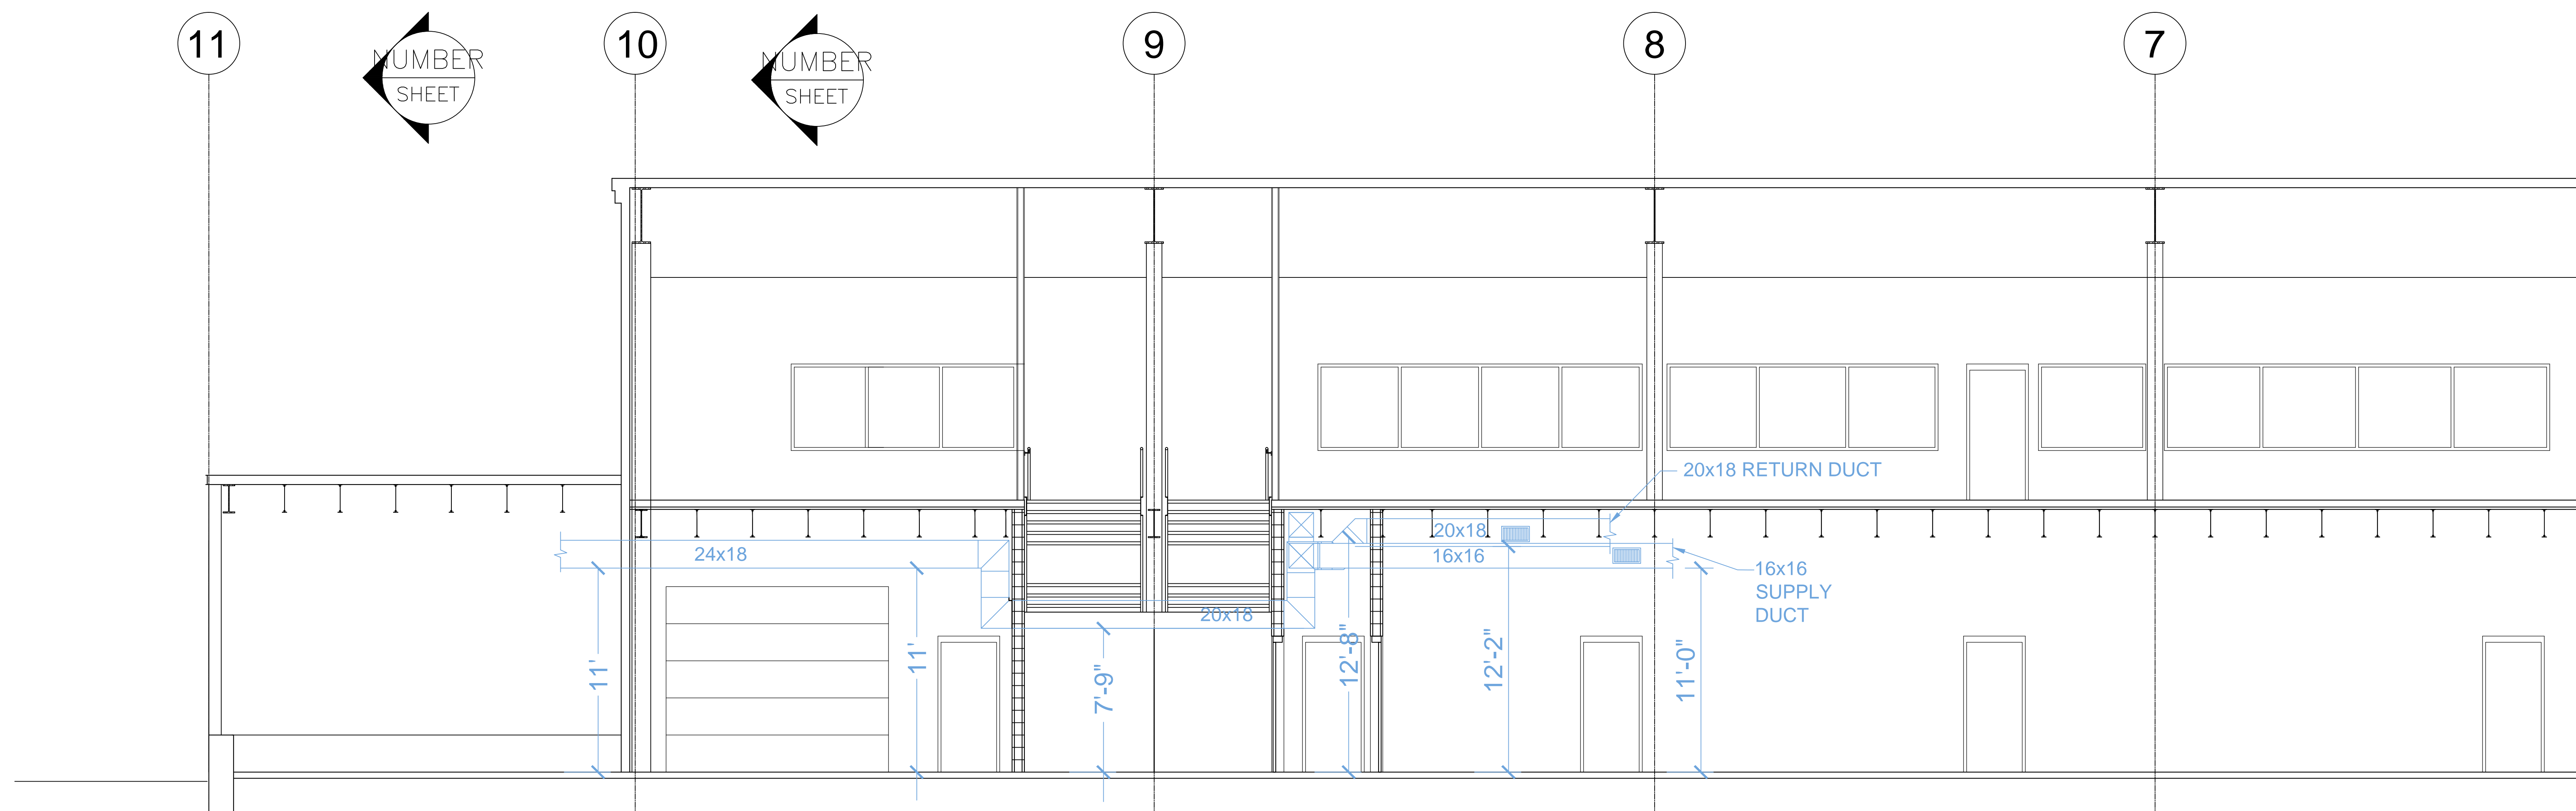 11
10
9
8
7
NUMBER
SHEET
NUMBER
SHEET
20x18 RETURN DUCT
20x18
24x18
16x16
16x16
SUPPLY
DUCT
20x18
11'
11'
7'-9"
12'-8"
12'-2"
11'-0"